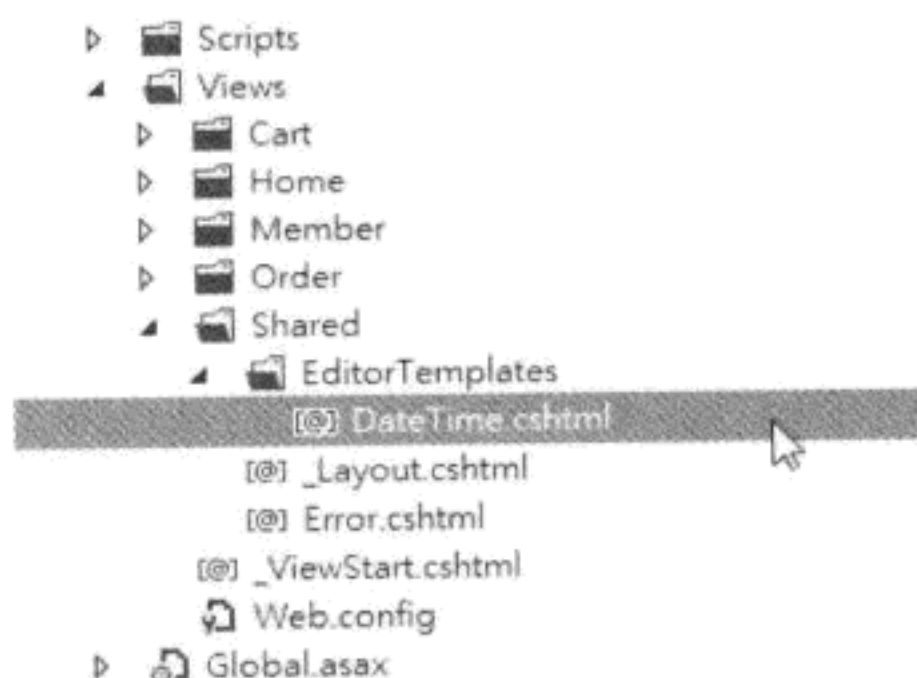 Scripts
Views
Cart
Home
Member
Order
Shared
EditorTemplates
[@] DateTime.cshtml
[@] _Layout.cshtml
[@] Error.cshtml
[@] _ViewStart.cshtml
Web.config
Global.asax